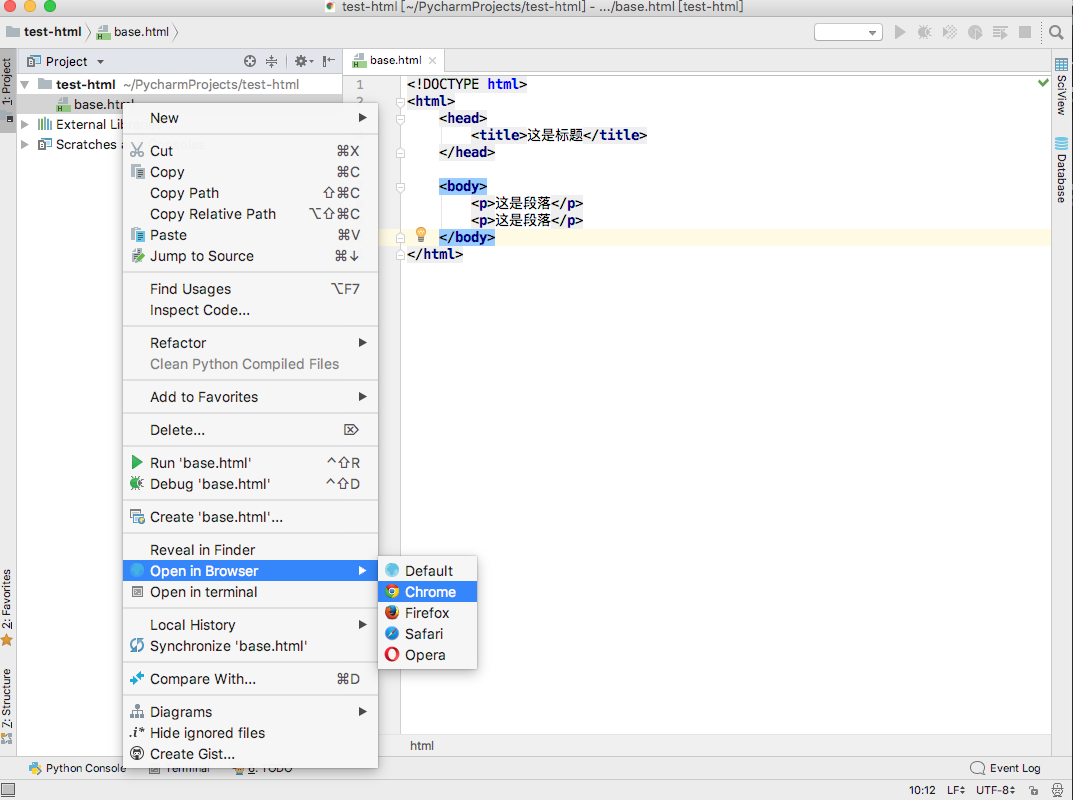 test-html [~/PycharmProjects/test-html] - .../base.html [test-html]
test-html base.html
1: Project
Project
base.html
test-html ~/PycharmProjects/test-html
base.html
External
Scratches
New
Cut ⌘X
Copy ⌘C
Copy Path ⇧⌘C
Copy Relative Path ⌥⇧⌘C
Paste ⌘V
Jump to Source ⌘↓
Find Usages ⌥F7
Inspect Code...
Refactor
Clean Python Compiled Files
Add to Favorites
Delete... ⌦
Run 'base.html' ^⇧R
Debug 'base.html' ^⇧D
Create 'base.html'...
Reveal in Finder
Open in Browser
Open in terminal
Local History
Synchronize 'base.html'
Compare With... ⌘D
Diagrams
.i* Hide ignored files
Create Gist...
Default
Chrome
Firefox
Safari
Opera
1
2
<!DOCTYPE html>
<html>
<head>
<title>这是标题</title>
</head>
<body>
<p>这是段落</p>
<p>这是段落</p>
</body>
</html>
html
SciView
Database
2: Favorites
7: Structure
Python Console
Terminal
6: TODO
Event Log
10:12 LF÷ UTF-8÷